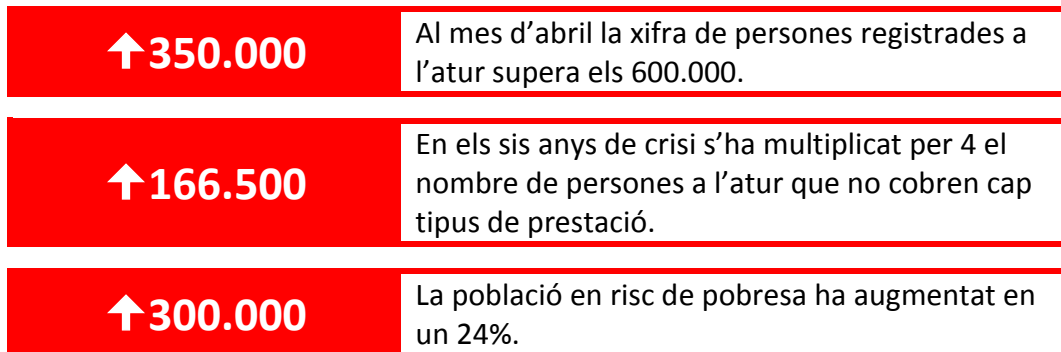 ↑350.000
Al mes d’abril la xifra de persones registrades a
l’atur supera els 600.000.
↑166.500
En els sis anys de crisi s’ha multiplicat per 4 el
nombre de persones a l’atur que no cobren cap
tipus de prestació.
↑300.000
La població en risc de pobresa ha augmentat en
un 24%.